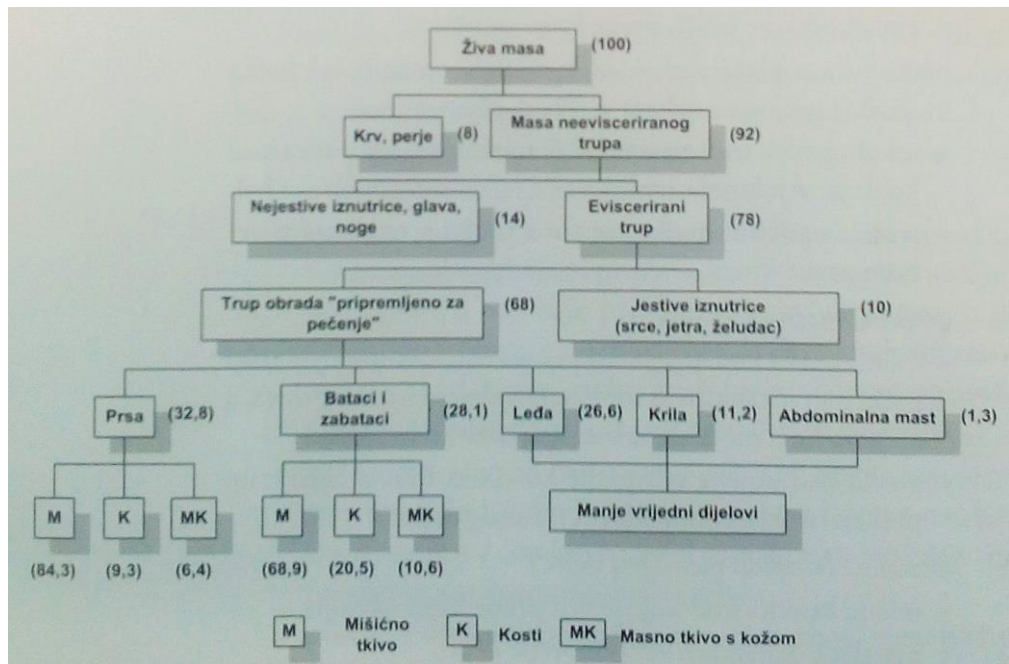 Živa masa (100)
Krv, perje (8)
Masa neevisceriranog
trupa (92)
Nejestive iznutrice, glava,
noge (14)
Eviscerirani
trup (78)
Trup obrada "pripremljeno za
pečenje" (68)
Jestive iznutrice
(srce, jetra, želudac) (10)
Prsa (32,8)
Bataci i
zabataci (28,1)
Leđa (26,6)
Krila (11,2)
Abdominalna mast (1,3)
M K MK M K MK
(84,3) (9,3) (6,4) (68,9) (20,5) (10,6)
Manje vrijedni dijelovi
M Mišićno
tkivo
K Kosti
MK Masno tkivo s kožom